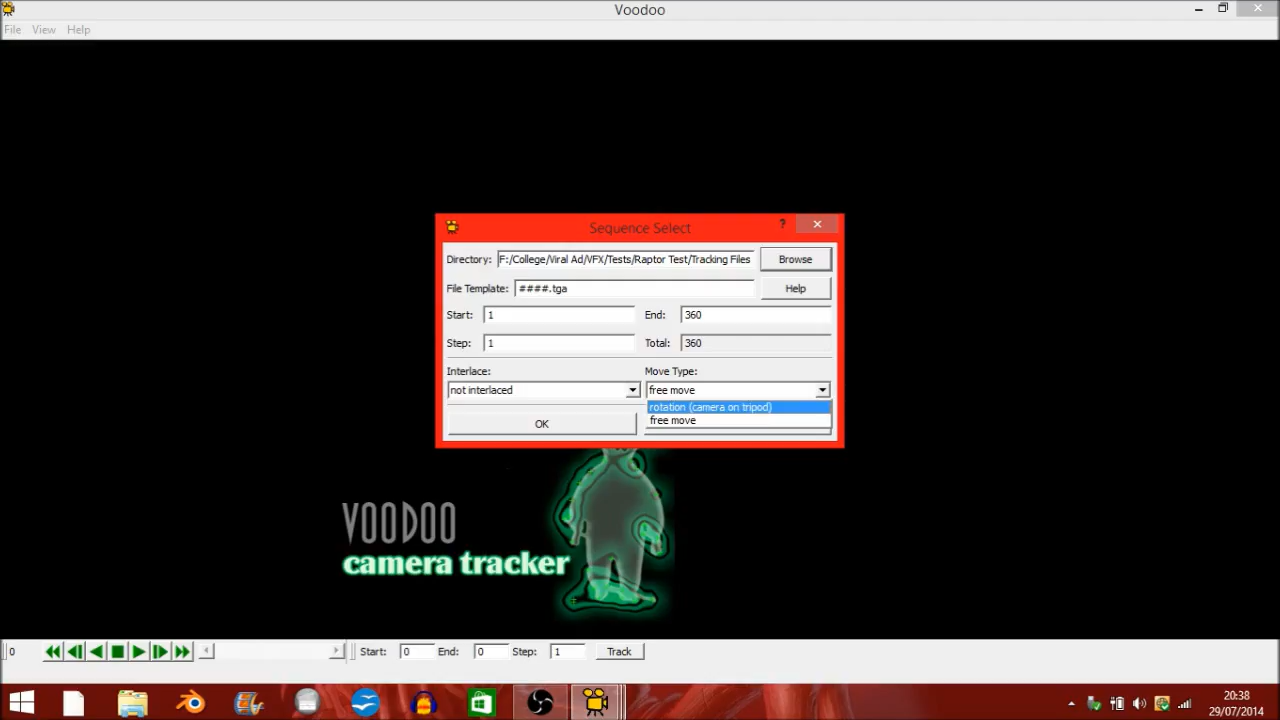 Voodoo
File View Help
Sequence Select
?
Directory: F:/College/Viral Ad/VFX/Tests/Raptor Test/Tracking Files Browse
File Template: ####.tga Help
Start: 1 End: 360
Step: 1 Total: 360
Interlace: Move Type:
not interlaced free move
rotation (camera on tripod)
OK free move
VOODOO
camera tracker
0 Start: 0 End: 0 Step: 1 Track
20:38
29/07/2014